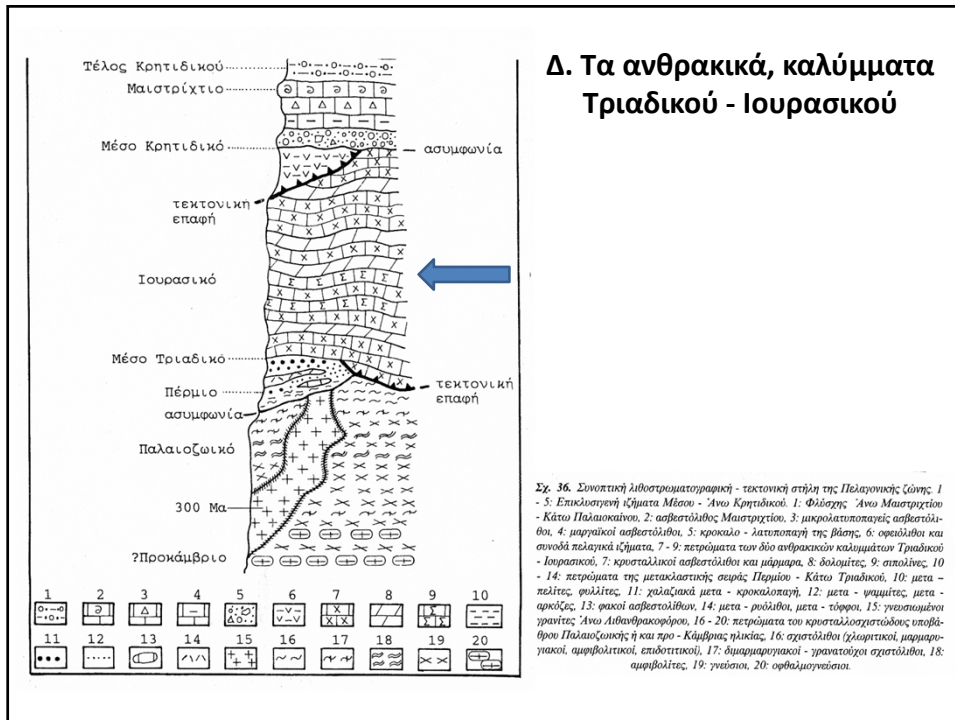 Δ. Τα ανθρακικά, καλύμματα
Τριαδικού - Ιουρασικού
Τέλος Κρητιδικού
Μαιστρίχτιο
Μέσο Κρητιδικό
ασυμφωνία
τεκτονική
επαφή
Ιουρασικό
Μέσο Τριαδικό
τεκτονική
επαφή
Πέρμιο
ασυμφωνία
Παλαιοζωικό
300 Μα
?Προκάμβριο
1 2 3 4 5 6 7 8 9 10
11 12 13 14 15 16 17 18 19 20
Σχ. 36. Συνοπτική λιθοστρωματογραφική - τεκτονική στήλη της Πελαγονικής ζώνης. 1
- 5: Επικλυσιγενή ιζήματα Μέσου - Άνω Κρητιδικού. 1: Φλύσχης Άνω Μαιστριχτίου
- Κάτω Παλαιοκαίνου, 2: ασβεστόλιθος Μαιστριχτίου, 3: μικρολατυποπαγείς ασβεστόλι-
θοι, 4: μαργαϊκοί ασβεστόλιθοι, 5: κροκαλο - λατυποπαγή της βάσης, 6: οφειόλιθοι και
συνοδά πελαγικά ιζήματα, 7 - 9: πετρώματα των δύο ανθρακικών καλυμμάτων Τριαδικού
- Ιουρασικού, 7: κρυσταλλικοί ασβεστόλιθοι και μάρμαρα, 8: δολομίτες, 9: σιπολίνες, 10
- 14: πετρώματα της μετακλαστικής σειράς Περμίου - Κάτω Τριαδικού, 10: μετα –
πελίτες, φυλλίτες, 11: χαλαζιακά μετα - κροκαλοπαγή, 12: μετα - ψαμμίτες, μετα -
αρκόζες, 13: φακοί ασβεστολίθων, 14: μετα - ρυόλιθοι, μετα - τόφφοι, 15: γνευσιωμένοι
γρανίτες Άνω Λιθανθρακοφόρου, 16 - 20: πετρώματα του κρυσταλλοσχιστώδους υποβά-
θρου Παλαιοζωικής ή και προ - Κάμβριας ηλικίας, 16: σχιστόλιθοι (χλωριτικοί, μαρμαρυ-
γιακοί, αμφιβολιτικοί, επιδοτιτικοί), 17: διμαρμαρυγιακοί - γρανατούχοι σχιστόλιθοι, 18:
αμφιβολίτες, 19: γνεύσιοι, 20: οφθαλμογνεύσιοι.